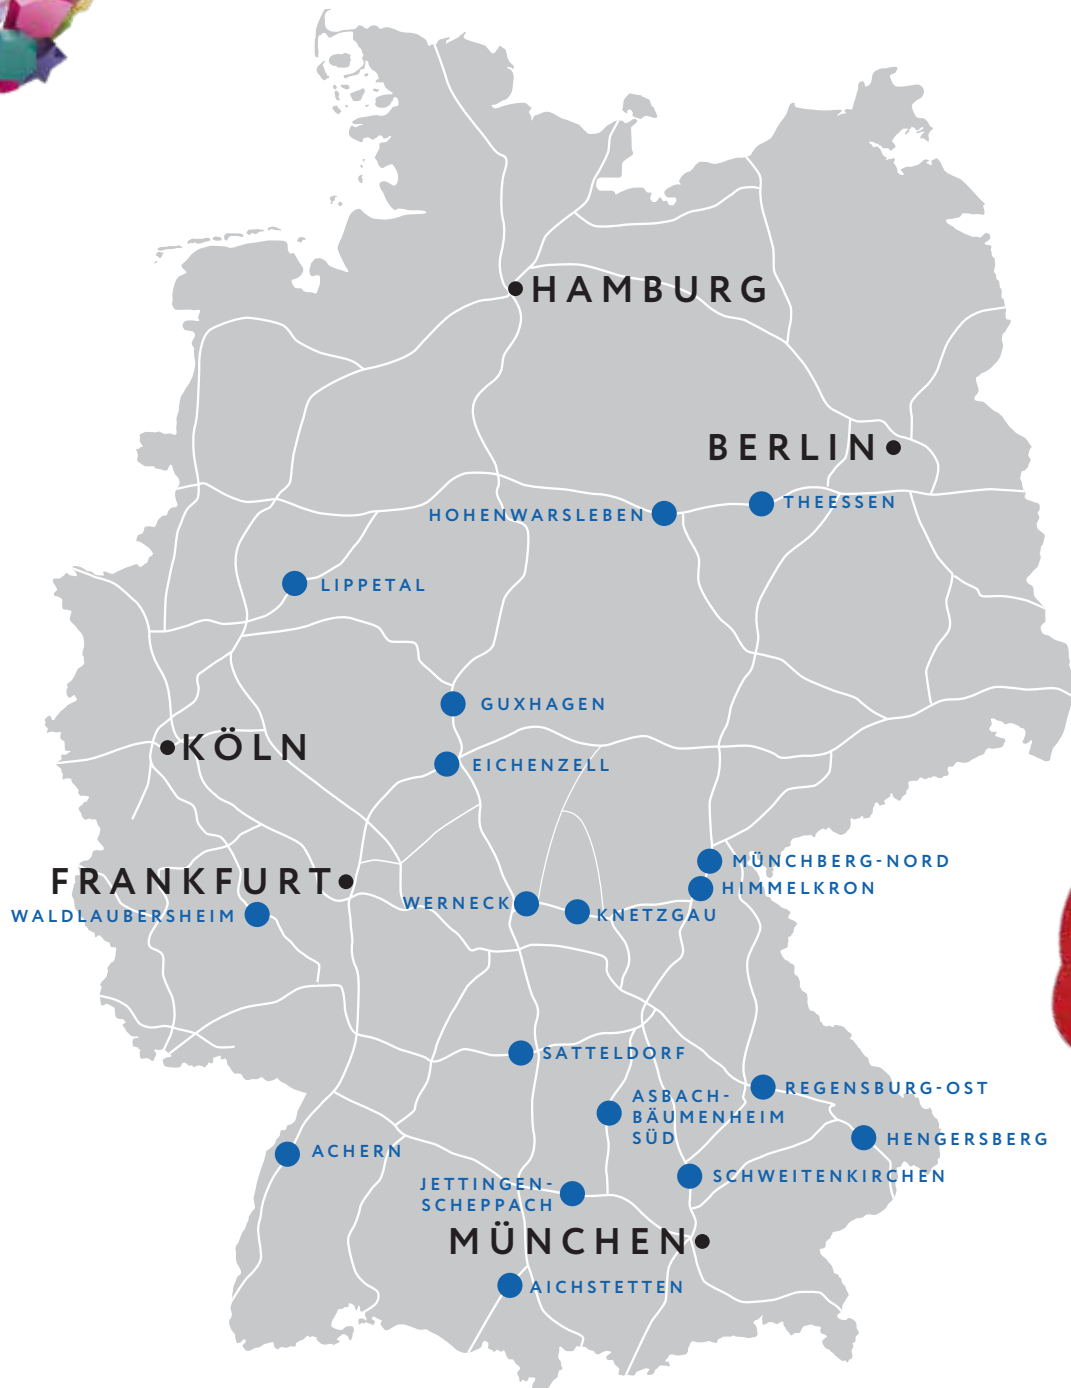 HAMBURG
BERLIN
THEESSEN
HOHENWARSLEBEN
LIPPETAL
GUXHAGEN
KÖLN
EICHENZELL
MÜNCHBERG-NORD
FRANKFURT
HIMMELKRON
WERNECK
WALDLAUBERSHEIM
KNETZGAU
SATTELDORF
REGENSBURG-OST
ASBACH-
BÄUMENHEIM
SÜD
HENGERSBERG
ACHERN
SCHWEITENKIRCHEN
JETTINGEN-
SCHEPPACH
MÜNCHEN
AICHSTETTEN